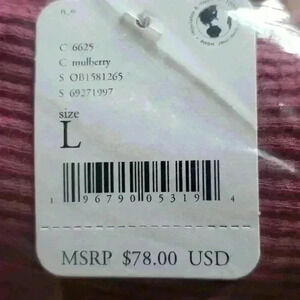 C 6625
C mulberry
S OB1581265
S 69271997
size
L
1 96790 05319 4
MSRP $78.00 USD